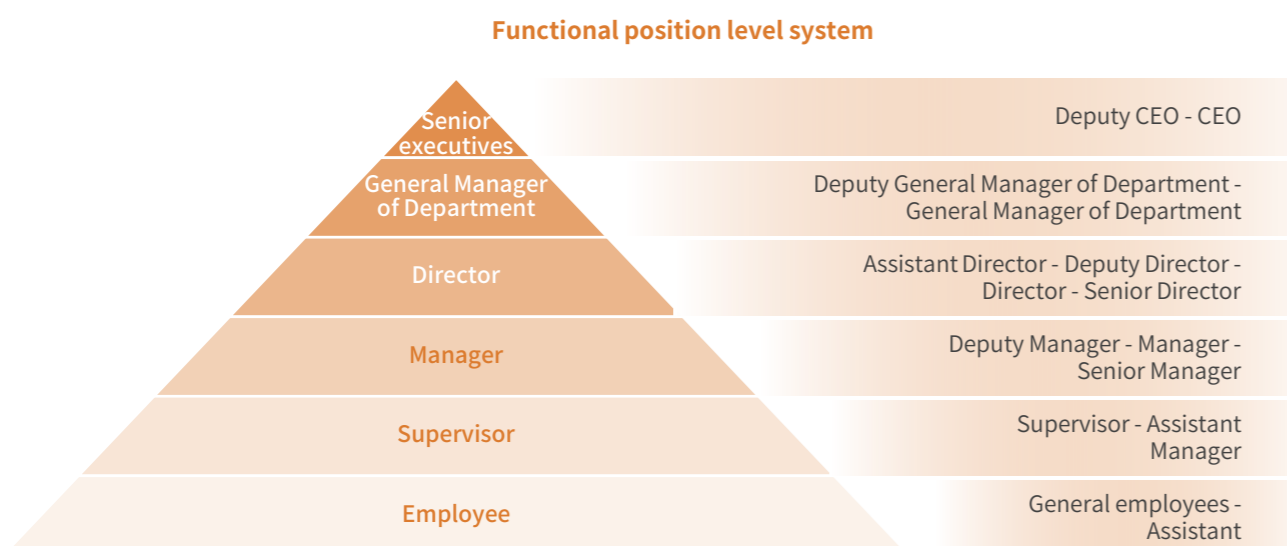 Functional position level system
Senior
executives
Deputy CEO - CEO
General Manager
of Department
Deputy General Manager of Department -
General Manager of Department
Director
Assistant Director - Deputy Director -
Director - Senior Director
Manager
Deputy Manager - Manager -
Senior Manager
Supervisor
Supervisor - Assistant
Manager
Employee
General employees -
Assistant